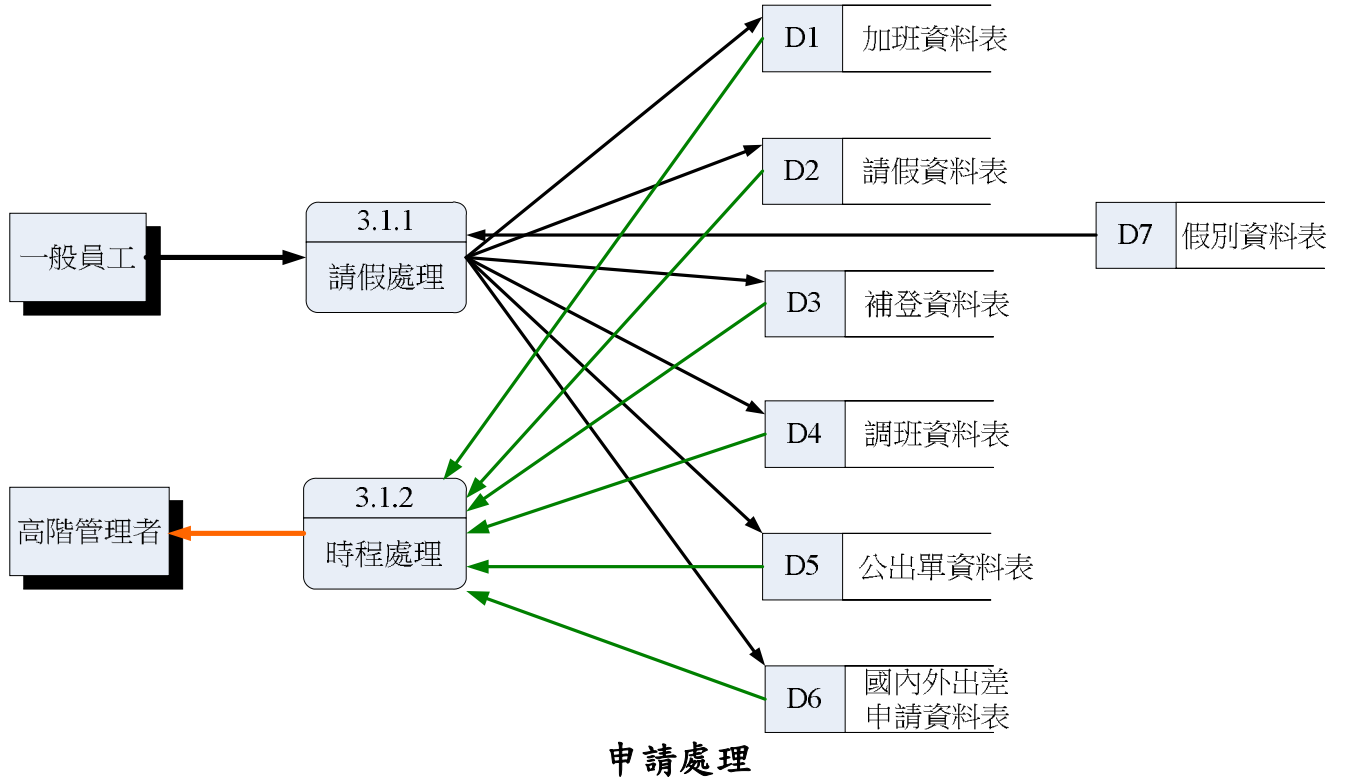 D1 加班資料表
D2 請假資料表
3.1.1
一般員工
請假處理
D7 假別資料表
D3 補登資料表
D4 調班資料表
3.1.2
高階管理者
時程處理
D5 公出單資料表
D6
國內外出差
申請資料表
申請處理